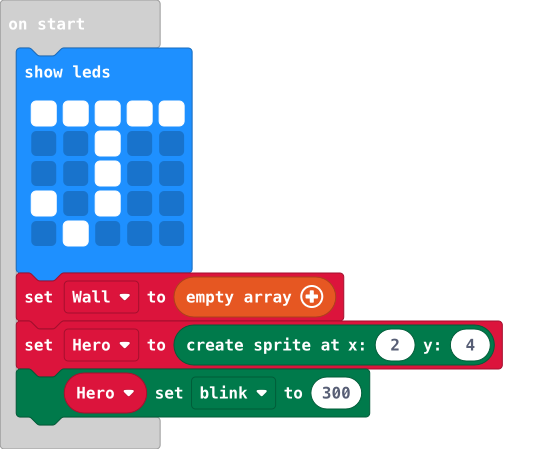 on start
show leds
set Wall to empty array
set Hero to create sprite at x: 2 y: 4
Hero set blink to 300